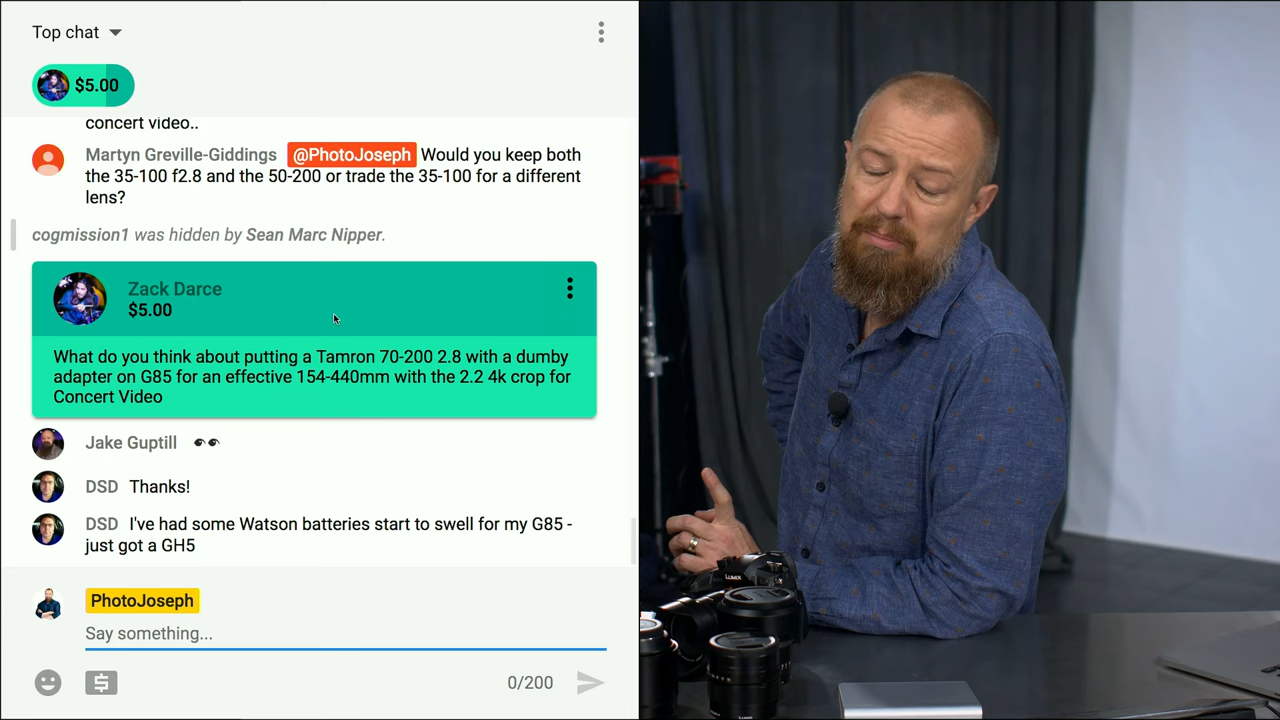 Top chat
$5.00
concert video..
Martyn Greville-Giddings @PhotoJoseph Would you keep both
the 35-100 f2.8 and the 50-200 or trade the 35-100 for a different
lens?
cogmission1 was hidden by Sean Marc Nipper.
Zack Darce
$5.00
What do you think about putting a Tamron 70-200 2.8 with a dumby
adapter on G85 for an effective 154-440mm with the 2.2 4k crop for
Concert Video
Jake Guptill
DSD Thanks!
DSD I've had some Watson batteries start to swell for my G85 -
just got a GH5
PhotoJoseph
Say something...
0/200
LUMIX
LUMIX